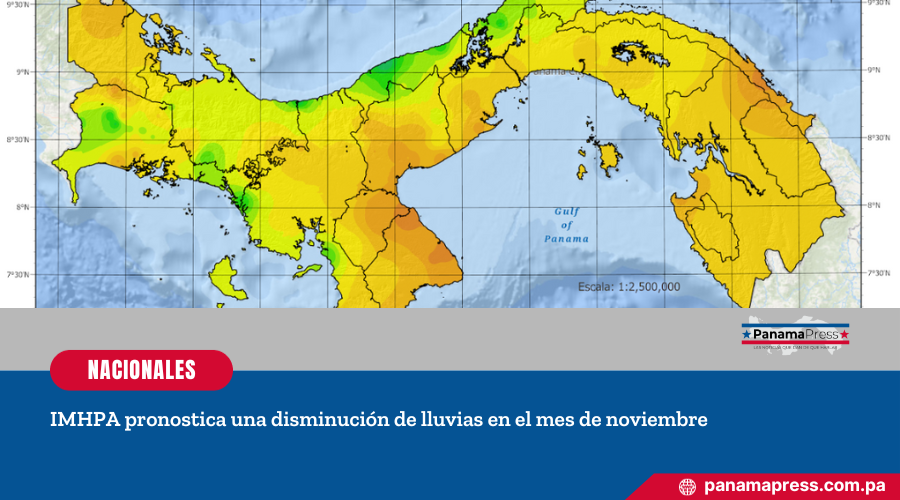 9°30'N
9°30'N
9°N
9°N
8°30'N
8°30'N
8°N
8°N
7°30'N
7°30'N
Gulf
of
Panama
Escala: 1:2,500,000
PanamaPress
NACIONALES
IMHPA pronostica una disminución de lluvias en el mes de noviembre
panamapress.com.pa